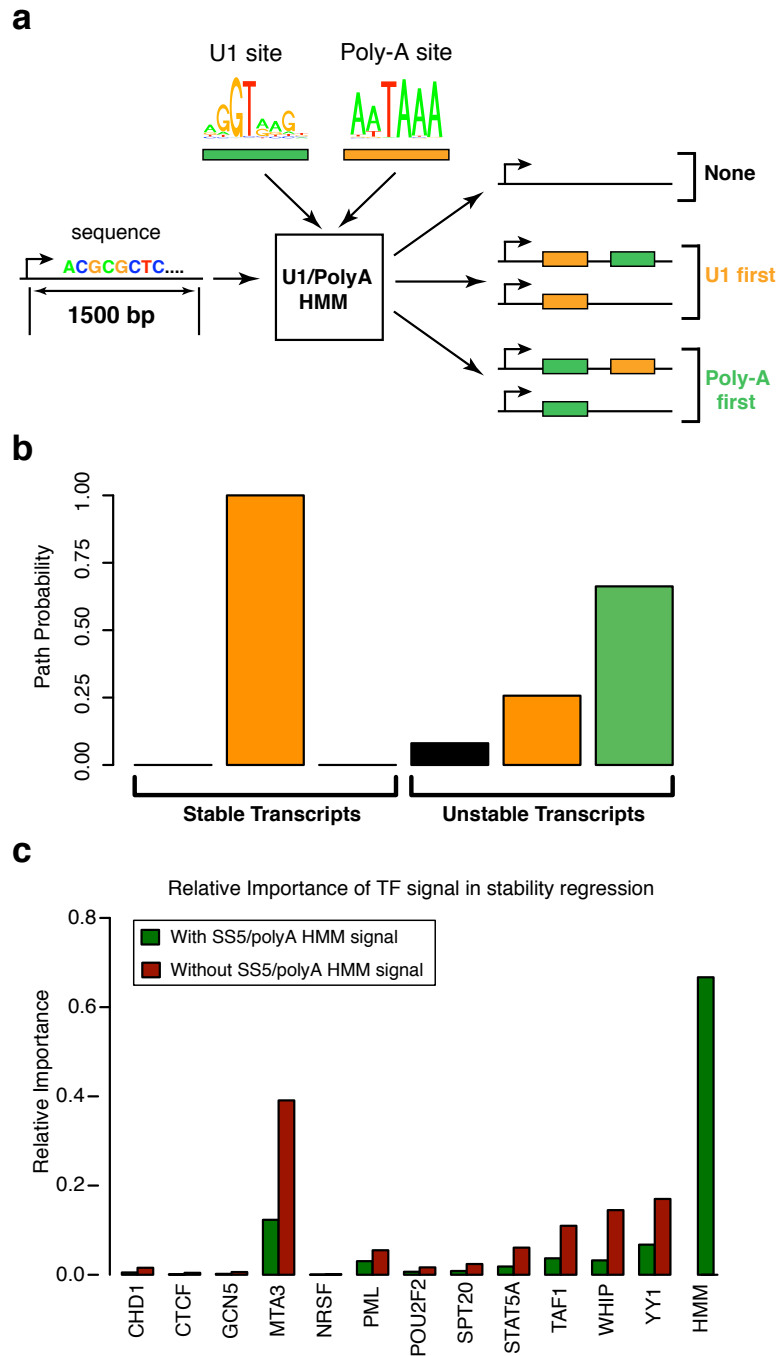 a
U1 site
Poly-A site
AGGTAAG
AATAAA
sequence
ACGCGCTC....
1500 bp
U1/PolyA
HMM
None
U1 first
Poly-A
first
b
Path Probability
1.00
0.75
0.50
0.25
0.00
Stable Transcripts
Unstable Transcripts
c
Relative Importance of TF signal in stability regression
With SS5/polyA HMM signal
Without SS5/polyA HMM signal
Relative Importance
0.8
0.6
0.4
0.2
0.0
CHD1
CTCF
GCN5
MTA3
NRSF
PML
POU2F2
SPT20
STAT5A
TAF1
WHIP
YY1
HMM